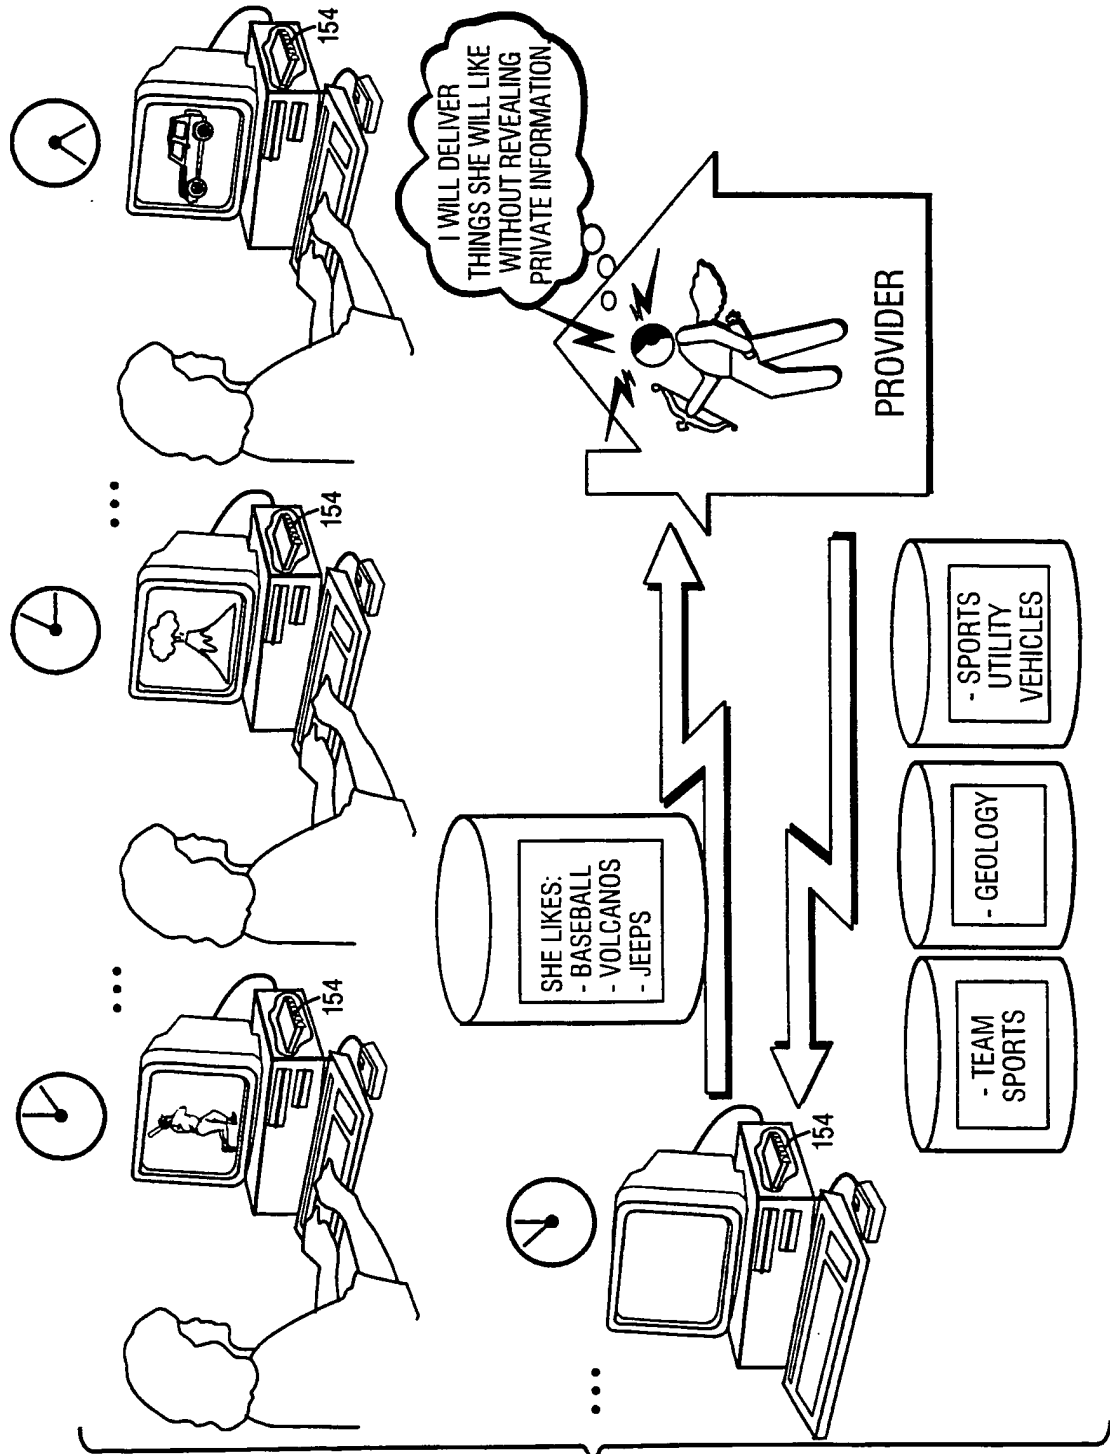 154
154
154
I WILL DELIVER
THINGS SHE WILL LIKE
WITHOUT REVEALING
PRIVATE INFORMATION
SHE LIKES:
- BASEBALL
- VOLCANOS
- JEEPS
PROVIDER
154
- TEAM
SPORTS
- GEOLOGY
- SPORTS
UTILITY
VEHICLES